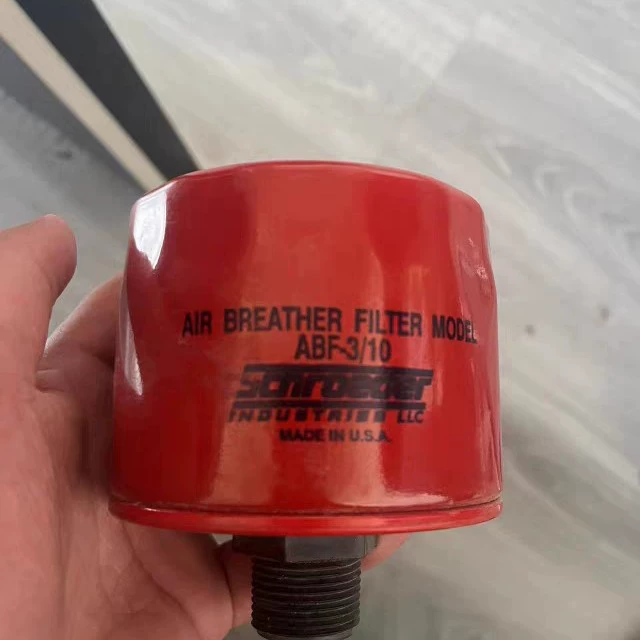 AIR BREATHER FILTER MODEL
ABF-3/10
Schroeder
INDUSTRIES LLC
MADE IN U.S.A.